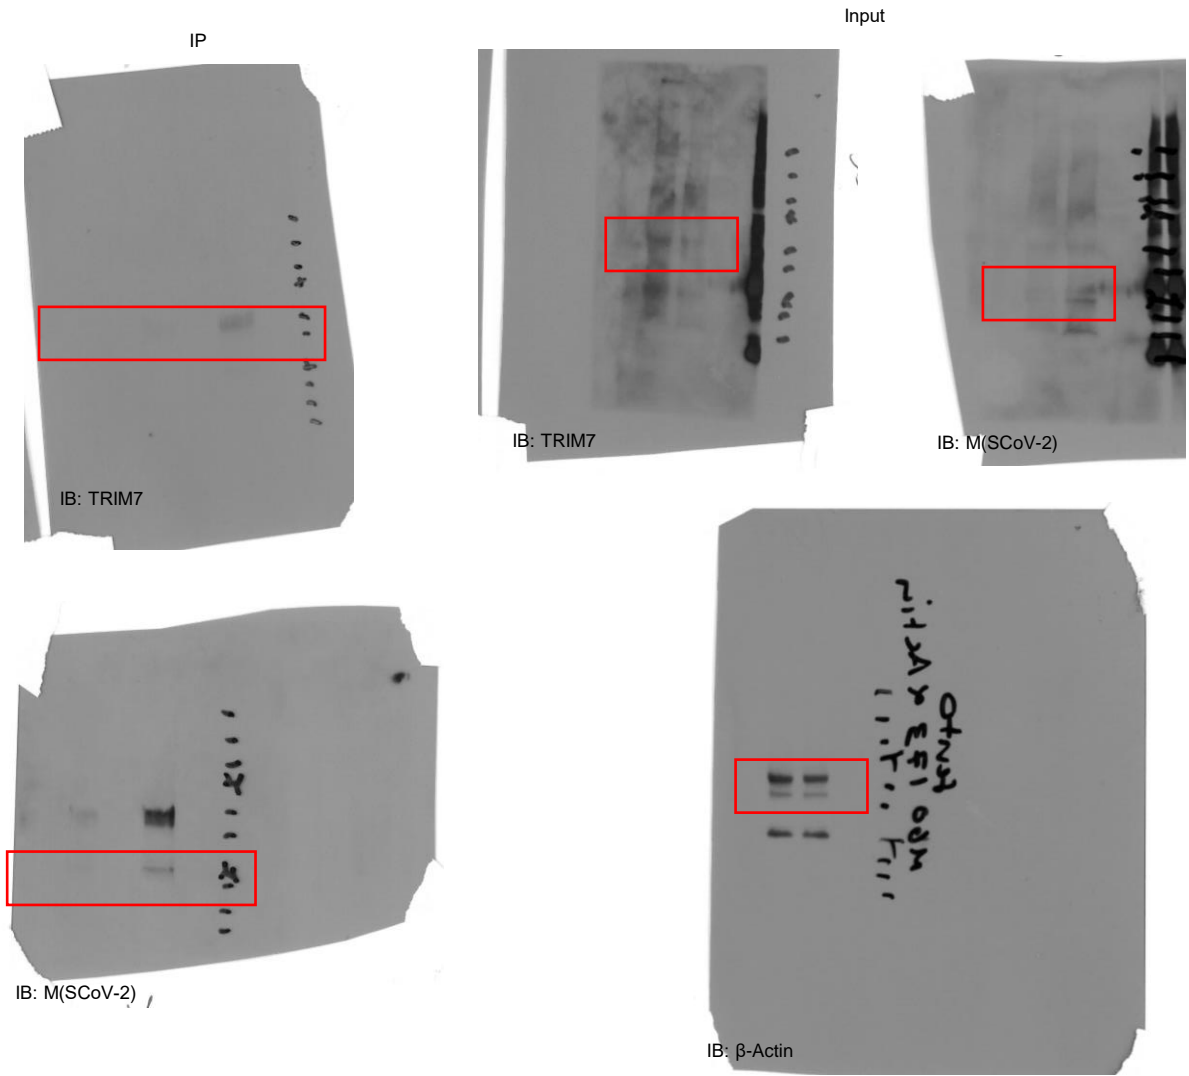 Input
IP
IB: TRIM7
IB: M(SCoV-2)
IB: TRIM7
IB: M(SCoV-2)
IB: β-Actin